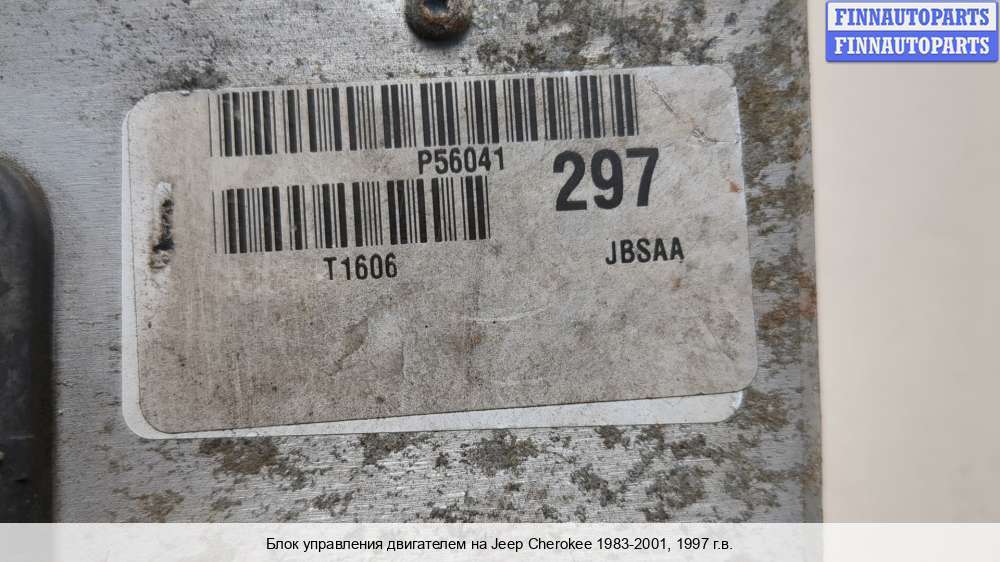 FINNAUTOPARTS
FINNAUTOPARTS
P56041
297
T1606
JBSAA
Блок управления двигателем на Jeep Cherokee 1983-2001, 1997 г.в.